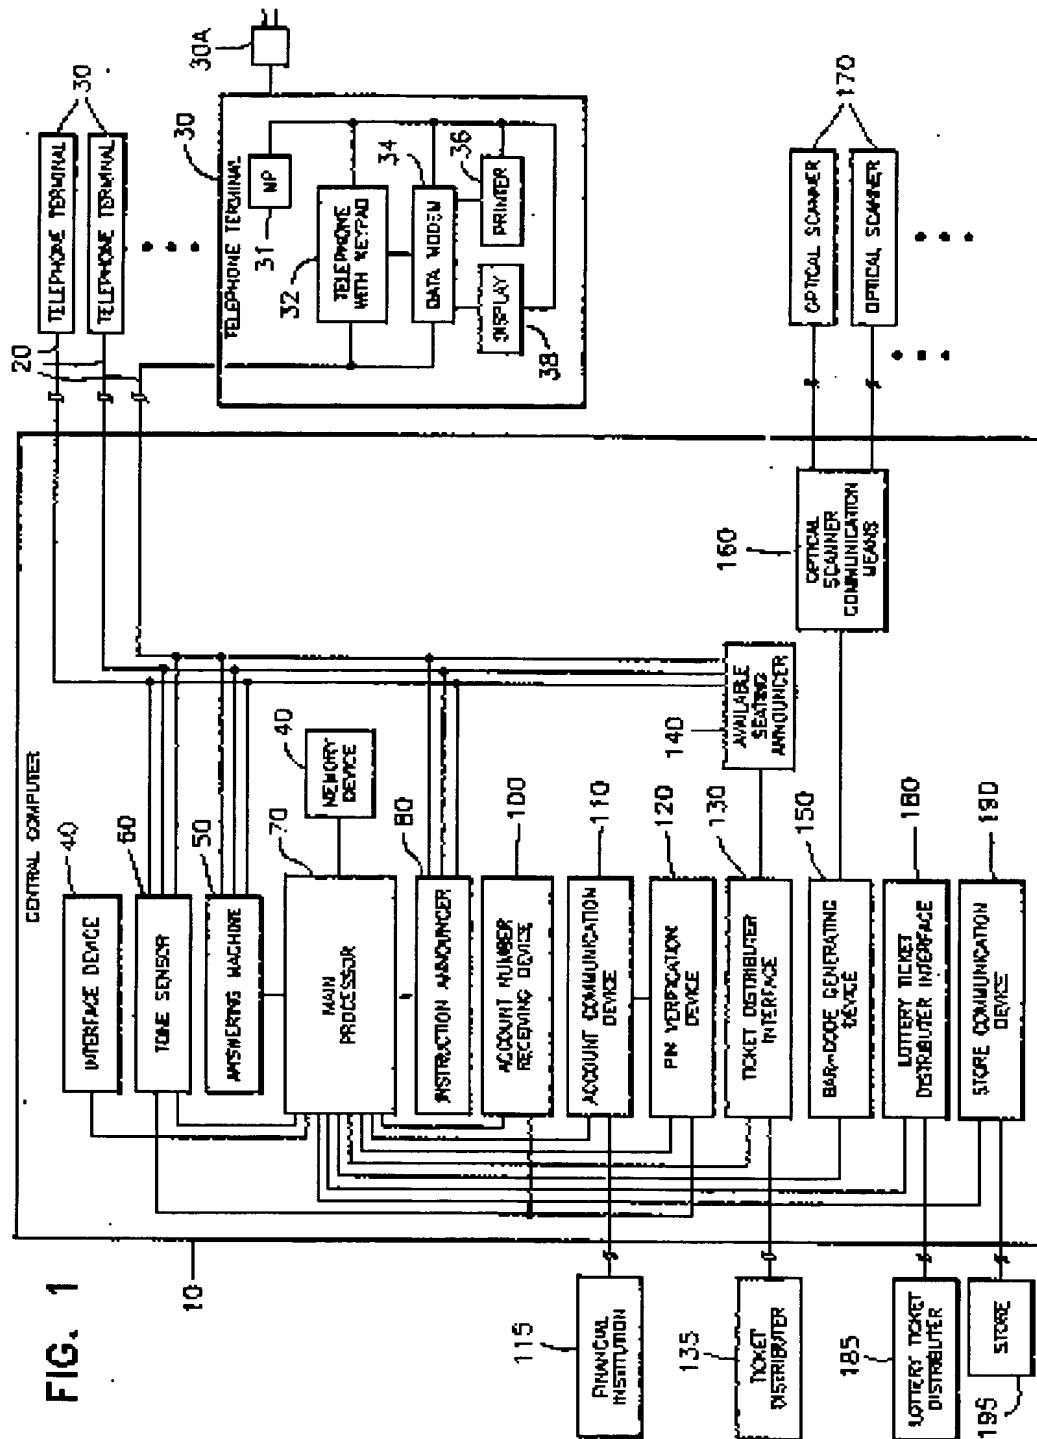 FIG. 1
10
CENTRAL COMPUTER
40
INTERFACE DEVICE
60
TONE SENSOR
50
ANSWERING MACHINE
70
MAIN
PROCESSOR
40
MEMORY
DEVICE
80
INSTRUCTION ANNOUNCER
100
ACCOUNT NUMBER
RECEIVING DEVICE
110
ACCOUNT COMMUNICATION
DEVICE
120
PIN VERIFICATION
DEVICE
130
TICKET DISTRIBUTER
INTERFACE
140
AVAILABLE
SEATING
ANNOUNCER
150
BAR-CODE GENERATING
DEVICE
160
OPTICAL
SCANNER
COMMUNICATION
MEANS
180
LOTTERY TICKET
DISTRIBUTER INTERFACE
190
STORE COMMUNICATION
DEVICE
115
FINANCIAL
INSTITUTION
135
TICKET
DISTRIBUTER
185
LOTTERY TICKET
DISTRIBUTER
195
STORE
20
TELEPHONE TERMINAL
TELEPHONE TERMINAL
30
30
30A
TELEPHONE TERMINAL
31
MP
32
TELEPHONE
WITH KEYPAD
34
DATA MODEM
36
PRINTER
38
DISPLAY
OPTICAL SCANNER
OPTICAL SCANNER
170